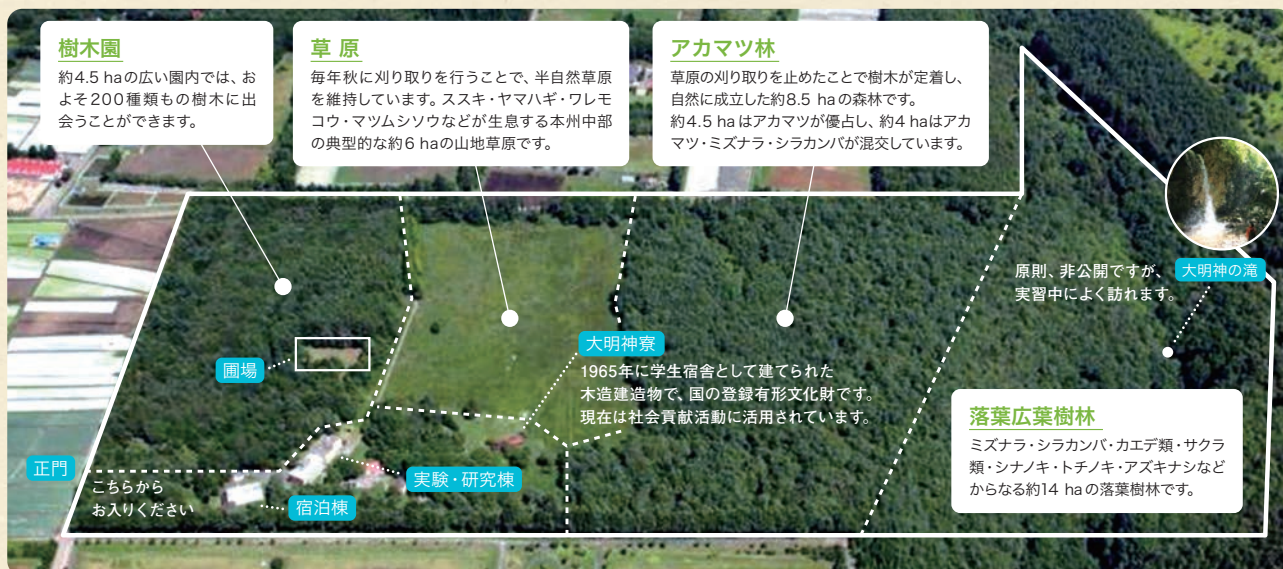 樹木園
約4.5 haの広い園内では、お
よそ200種類もの樹木に出
会うことができます。
草 原
毎年秋に刈り取りを行うことで、半自然草原
を維持しています。ススキ・ヤマハギ・ワレモ
コウ・マツムシソウなどが生息する本州中部
の典型的な約6 haの山地草原です。
アカマツ林
草原の刈り取りを止めたことで樹木が定着し、
自然に成立した約8.5 haの森林です。
約4.5 haはアカマツが優占し、約4 haはアカ
マツ・ミズナラ・シラカンバが混交しています。
原則、非公開ですが、
実習中によく訪れます。
大明神の滝
圃場
大明神寮
1965年に学生宿舎として建てられた
木造建造物で、国の登録有形文化財です。
現在は社会貢献活動に活用されています。
落葉広葉樹林
ミズナラ・シラカンバ・カエデ類・サクラ
類・シナノキ・トチノキ・アズキナシなど
からなる約14 haの落葉樹林です。
正門
こちらから
お入りください
宿泊棟
実験・研究棟